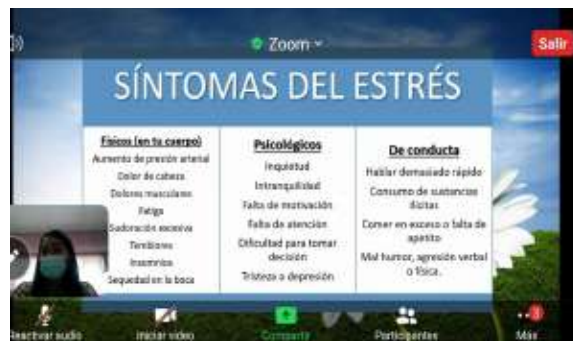 Zoom
Salir
SÍNTOMAS DEL ESTRÉS
Físicos (en tu cuerpo)
Aumento de presión arterial
Dolor de cabeza
Dolores musculares
Fatiga
Sudoración excesiva
Temblores
Insomnios
Sequedad en la boca
Psicológicos
Inquietud
Intranquilidad
Falta de motivación
Falta de atención
Dificultad para tomar
decisión
Tristeza o depresión
De conducta
Hablar demasiado rápido
Consumo de sustancias
ilícitas
Comer en exceso o falta de
apetito
Mal humor, agresión verbal
o física.
Reactivar audio
Iniciar video
Compartir
Participantes
3
Más